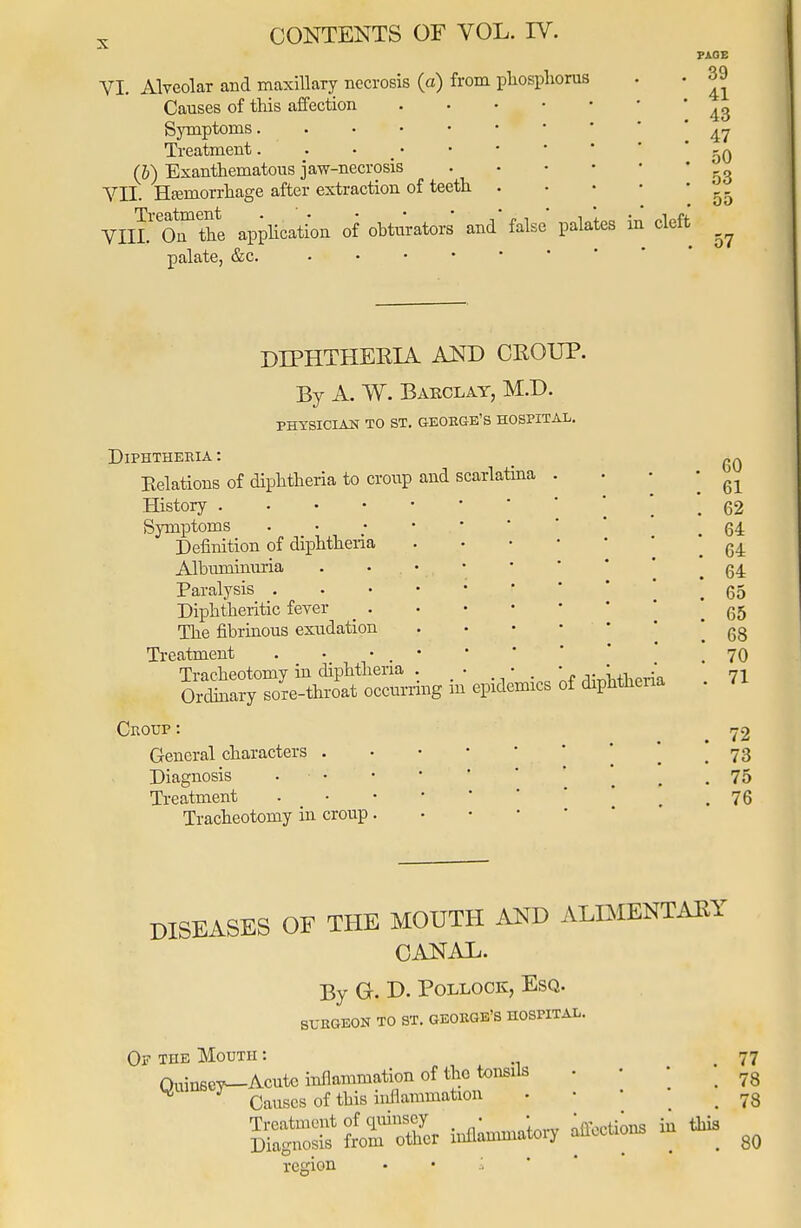 X
CONTENTS OF VOL. IV.
PAGE
VI. Alveolar and maxillary necrosis (a) from phosphorus . . 39
Causes of this affection . . . . . . . 41
Symptoms . . . . . . . . . 43
Treatment . . . . . . . . . 47
(b) Exanthematous jaw-necrosis . . . . . . 50
VII. Hæmorrhage after extraction of teeth . . . . . 53
Treatment . . . . . . . . . 55
VIII. On the application of obturators and false palates in cleft
palate, &c. . . . . . . . . . 57
DIPHTHERIA AND CROUP.
By A. W. Barclay, M.D.
PHYSICIAN TO ST. GEORGE'S HOSPITAL.
Diphtheria:
Relations of diphtheria to croup and scarlatina . . . . 60
History . . . . . . . . . . 61
Symptoms . . . . . . . . . 62
Definition of diphtheria . . . . . . . 64
Albuminuria . . . . . . . . 64
Paralysis . . . . . . . . . 64
Diphtheritic fever . . . . . . . 65
The fibrinous exudation . . . . . . . 65
Treatment . . . . . . . . . 68
Tracheotomy in diphtheria . . . . . . . 70
Ordinary sore-throat occurring in epidemics of diphtheria . 71
Croup:
General characters . . . . . . . . 72
Diagnosis . . . . . . . . . 73
Treatment . . . . . . . . . 75
Tracheotomy in croup . . . . . . . . 76
DISEASES OF THE MOUTH AND ALIMENTARY
CANAL.
By G. D. Pollock, Esq.
SURGEON TO ST. GEORGE'S HOSPITAL.
Of the Mouth:
Quinsey—Acute inflammation of the tonsils . . . . 77
Causes of this inflammation . . . . . 78
Treatment of quinsey . . . . . . 78
Diagnosis from other inflammatory affections in this
region . . . . . . . . 80